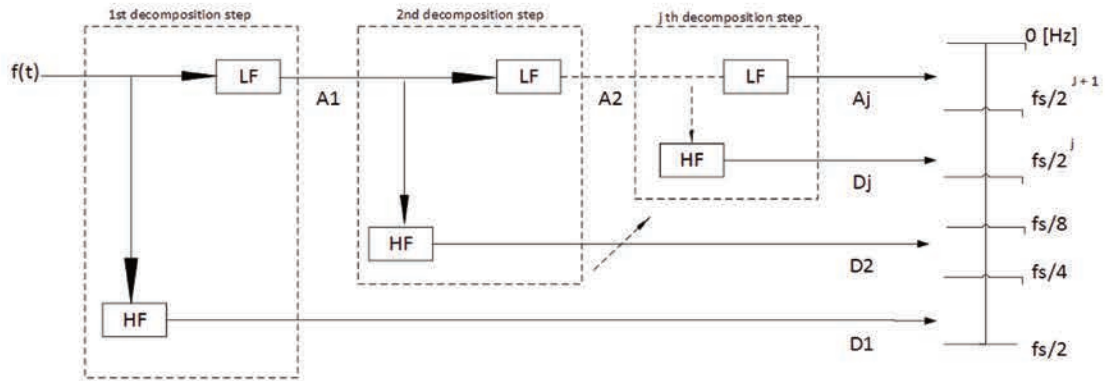 1st decomposition step
2nd decomposition step
j th decomposition step
f(t)
LF
A1
LF
A2
LF
Aj
HF
Dj
HF
D2
HF
D1
0 [Hz]
fs/2 j+1
fs/2 j
fs/8
fs/4
fs/2